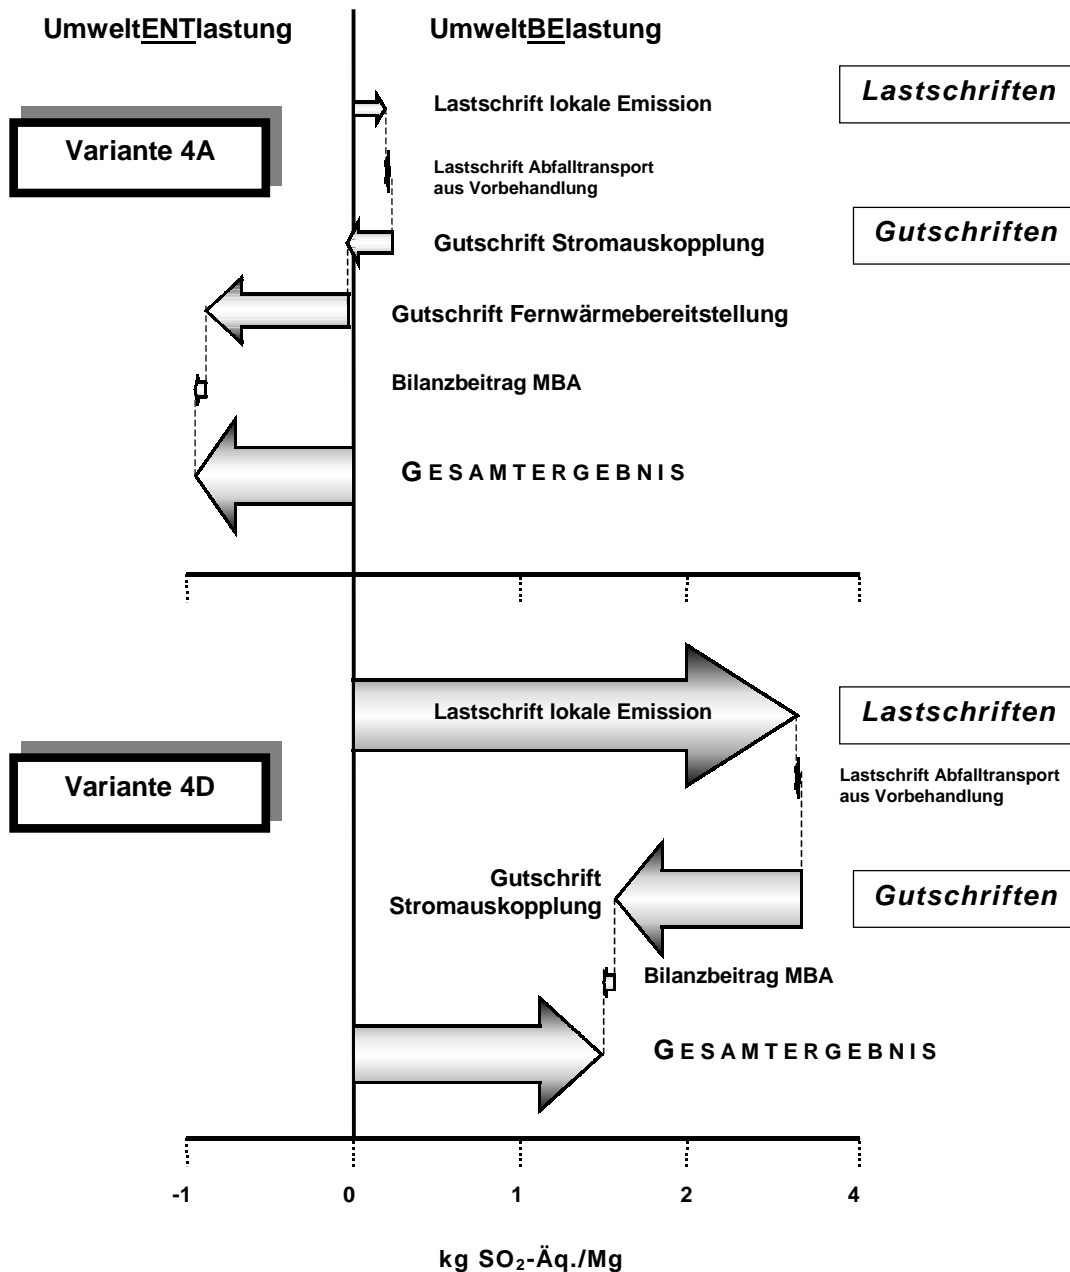 UmweltENTlastung
UmweltBElastung
Lastschrift lokale Emission
Lastschriften
Variante 4A
Lastschrift Abfalltransport
aus Vorbehandlung
Gutschrift Stromauskopplung
Gutschriften
Gutschrift Fernwärmebereitstellung
Bilanzbeitrag MBA
GESAMTERGEBNIS
Lastschrift lokale Emission
Lastschriften
Variante 4D
Lastschrift Abfalltransport
aus Vorbehandlung
Gutschrift
Stromauskopplung
Gutschriften
Bilanzbeitrag MBA
GESAMTERGEBNIS
-1 0 1 2 4
kg SO₂-Äq./Mg